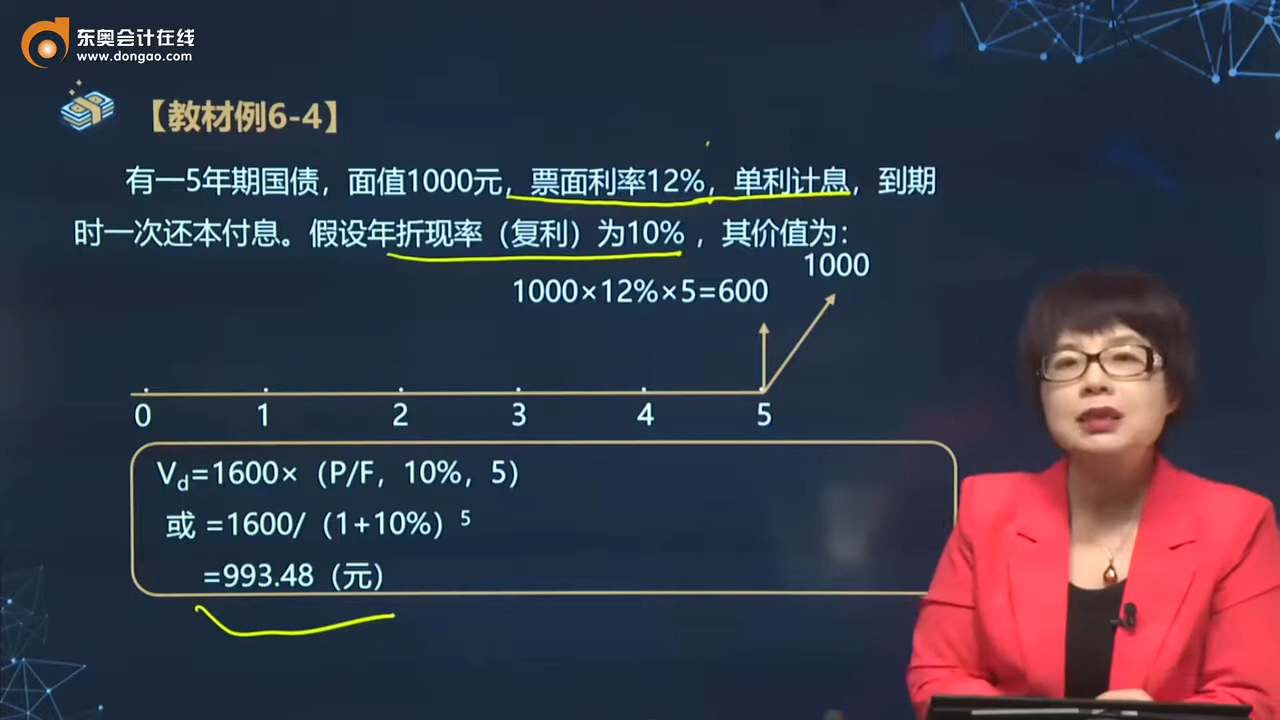 东奥会计在线
www.dongao.com
【教材例6-4】
有一5年期国债，面值1000元，票面利率12%，单利计息，到期
时一次还本付息。假设年折现率（复利）为10%，其价值为：
1000
1000×12%×5=600
0 1 2 3 4 5
Vd=1600×（P/F，10%，5）
或 =1600/（1+10%）⁵
=993.48（元）